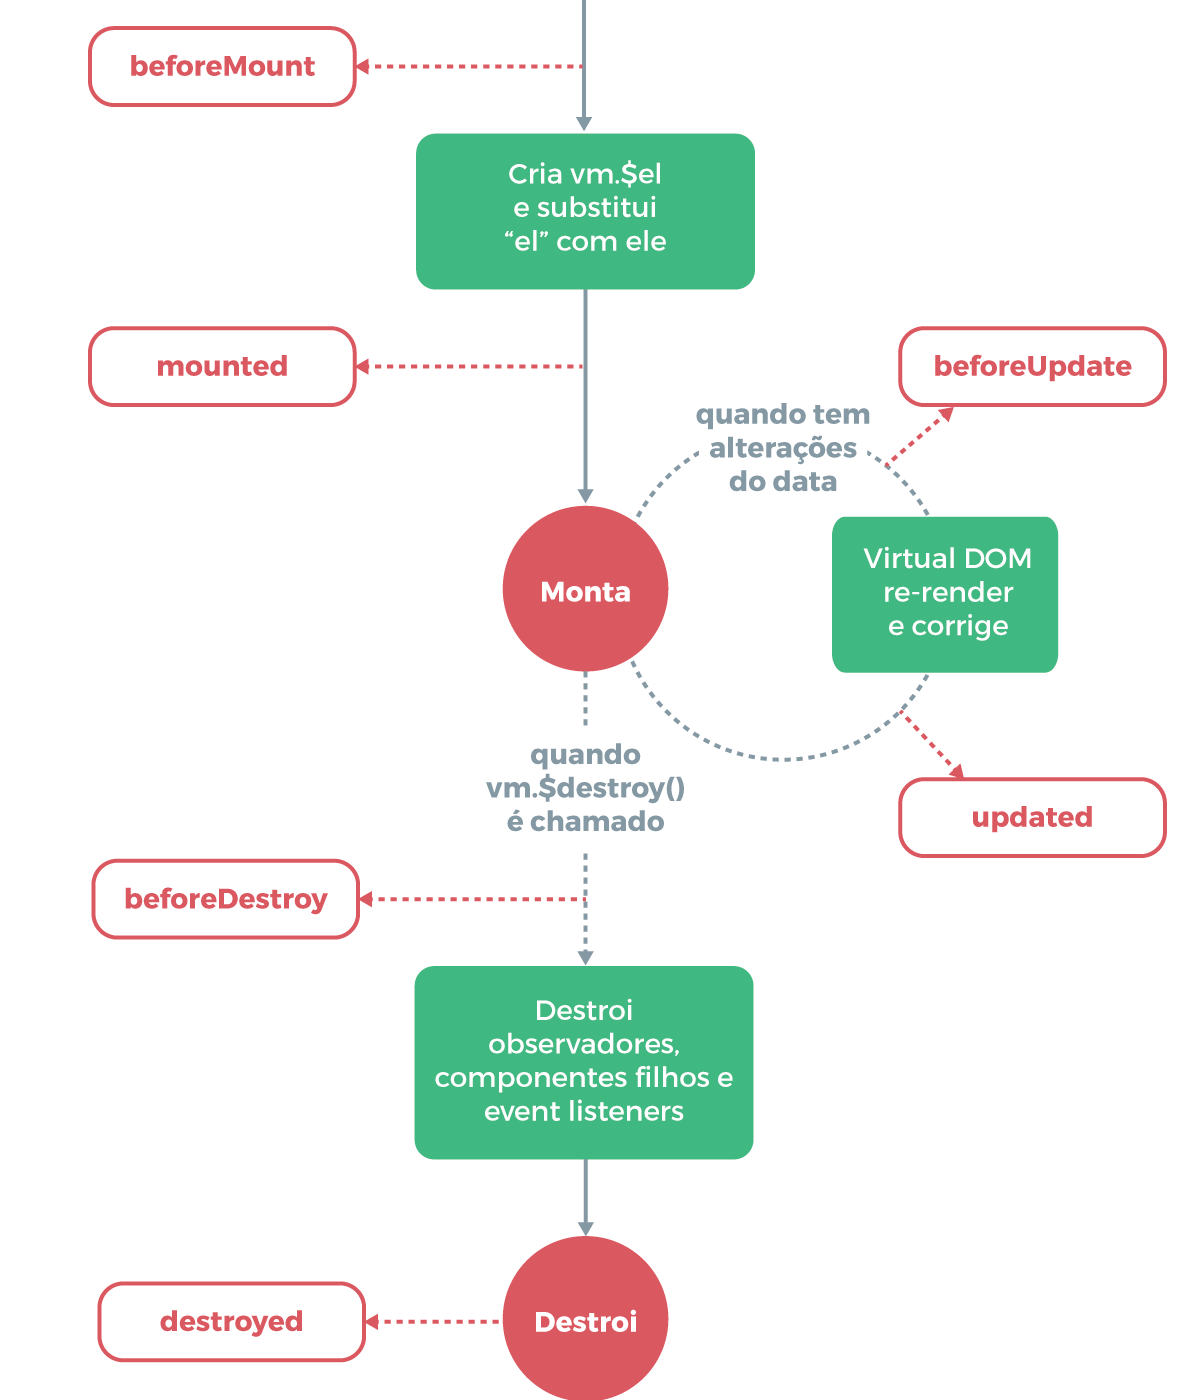 beforeMount
Cria vm.$el
e substitui
“el” com ele
mounted
beforeUpdate
quando tem
alterações
do data
Virtual DOM
re-render
e corrige
Monta
quando
vm.$destroy()
é chamado
updated
beforeDestroy
Destroi
observadores,
componentes filhos e
event listeners
destroyed
Destroi